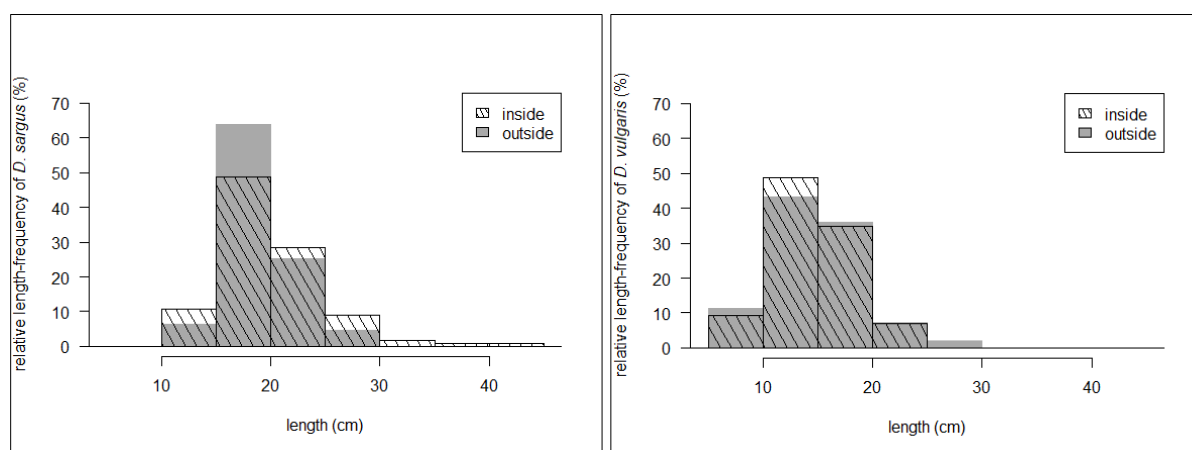 relative length-frequency of D. sargus (%)
70
60
50
40
30
20
10
0
inside
outside
10 20 30 40
length (cm)
relative length-frequency of D. vulgaris (%)
70
60
50
40
30
20
10
0
inside
outside
10 20 30 40
length (cm)